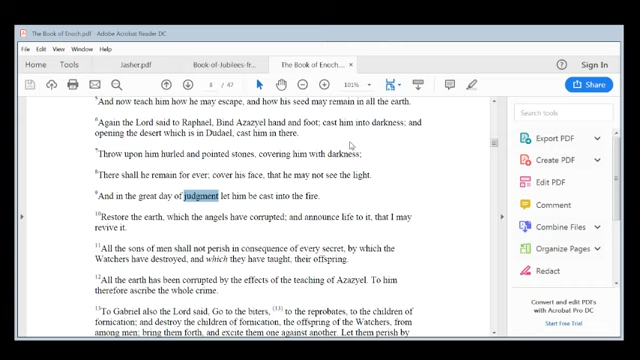 The Book of Enoch.pdf - Adobe Acrobat Reader DC
File Edit View Window Help
Home Tools Jasher.pdf Book-of-Jubilees-fr... The Book of Enoch.... × Sign In
8 / 47 101% Share
5And now teach him how he may escape, and how his seed may remain in all the earth.
6Again the Lord said to Raphael, Bind Azazyel hand and foot; cast him into darkness; and
opening the desert which is in Dudael, cast him in there.
7Throw upon him hurled and pointed stones, covering him with darkness;
8There shall he remain for ever; cover his face, that he may not see the light.
9And in the great day of judgment let him be cast into the fire.
10Restore the earth, which the angels have corrupted; and announce life to it, that I may
revive it.
11All the sons of men shall not perish in consequence of every secret, by which the
Watchers have destroyed, and which they have taught, their offspring.
12All the earth has been corrupted by the effects of the teaching of Azazyel. To him
therefore ascribe the whole crime.
13To Gabriel also the Lord said, Go to the biters, (13) to the reprobates, to the children of
fornication; and destroy the children of fornication, the offspring of the Watchers, from
among men; bring them forth, and excite them one against another. Let them perish by
Search tools
Export PDF
Create PDF
Edit PDF
Comment
Combine Files
Organize Pages
Redact
Convert and edit PDFs
with Acrobat Pro DC
Start Free Trial